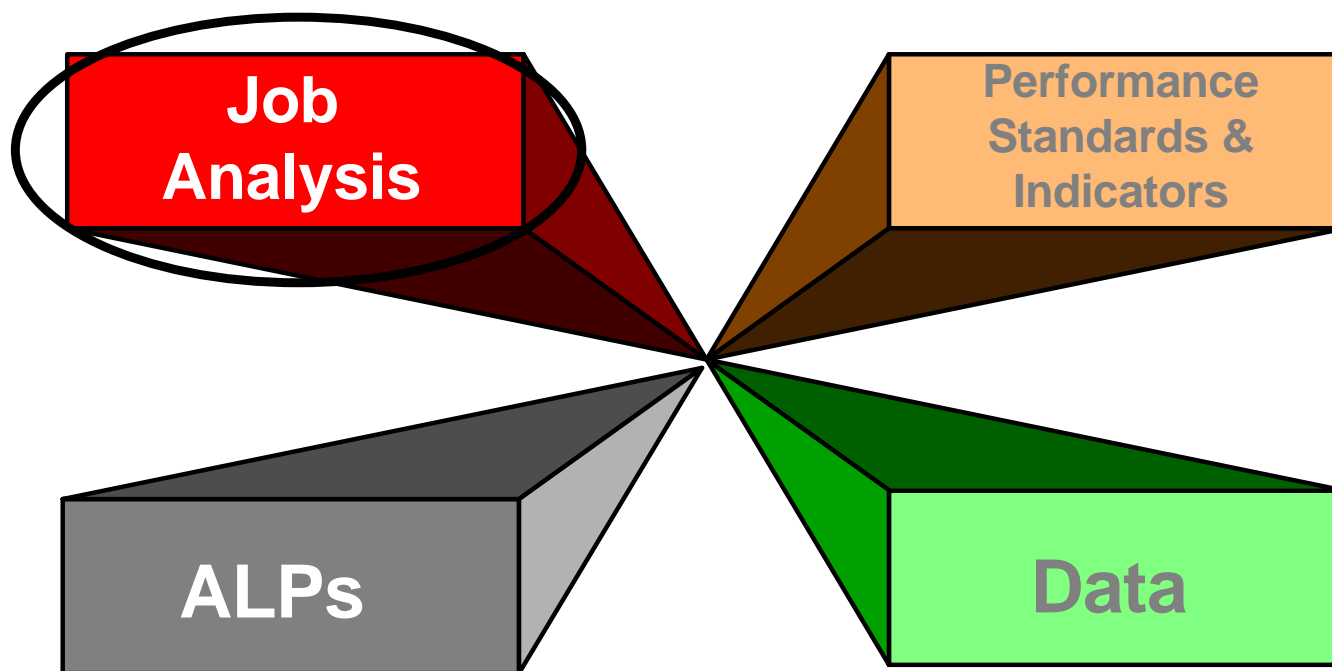 Job
Analysis
Performance
Standards &
Indicators
ALPs
Data